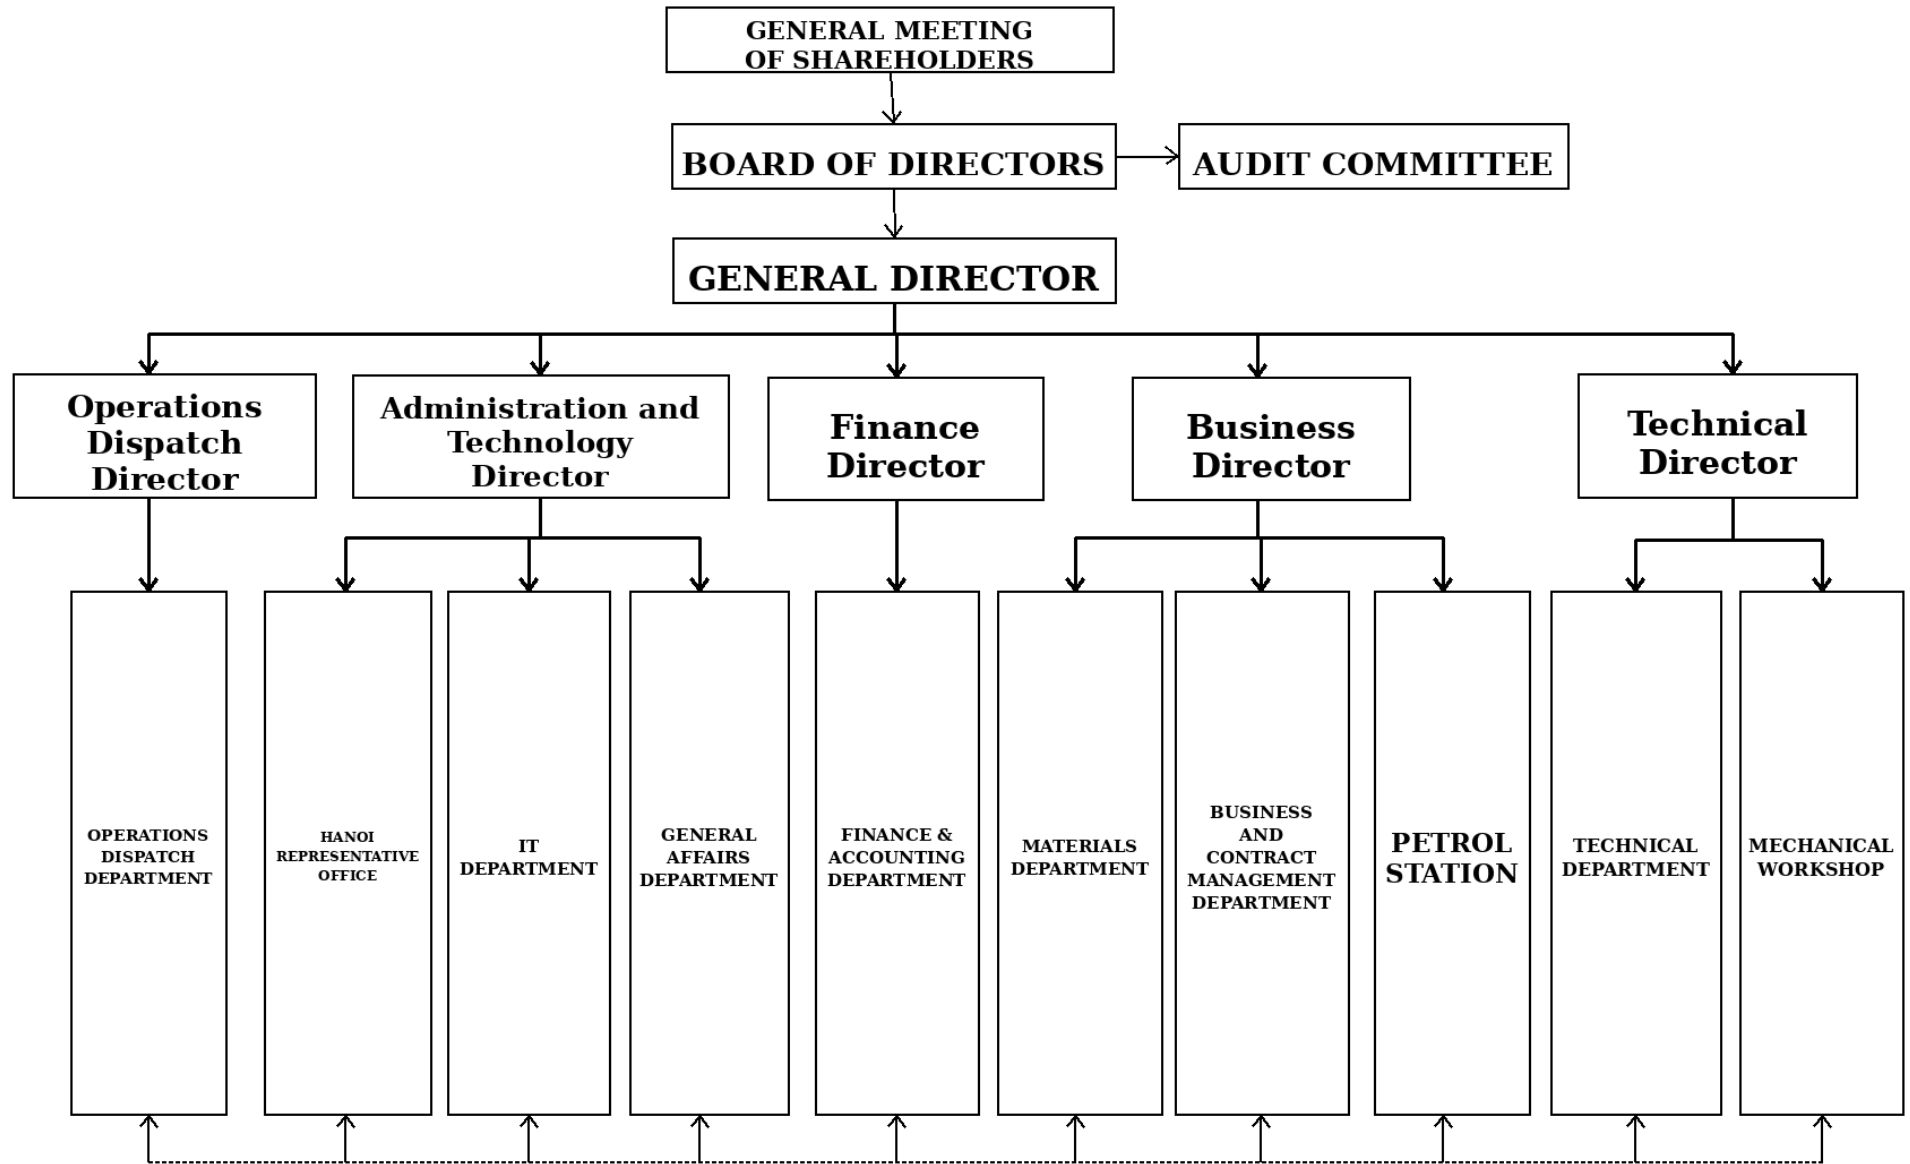 GENERAL MEETING
OF SHAREHOLDERS
BOARD OF DIRECTORS
AUDIT COMMITTEE
GENERAL DIRECTOR
Operations
Dispatch
Director
Administration and
Technology
Director
Finance
Director
Business
Director
Technical
Director
OPERATIONS
DISPATCH
DEPARTMENT
HANOI
REPRESENTATIVE
OFFICE
IT
DEPARTMENT
GENERAL
AFFAIRS
DEPARTMENT
FINANCE &
ACCOUNTING
DEPARTMENT
MATERIALS
DEPARTMENT
BUSINESS
AND
CONTRACT
MANAGEMENT
DEPARTMENT
PETROL
STATION
TECHNICAL
DEPARTMENT
MECHANICAL
WORKSHOP